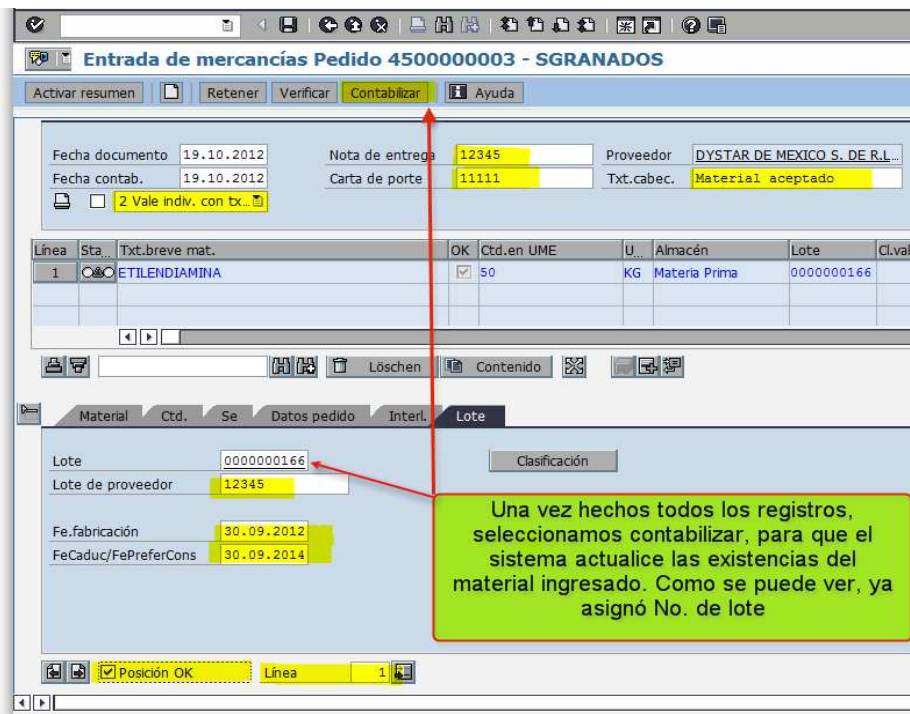 Entrada de mercancías Pedido 4500000003 - SGRANADOS
Activar resumen Retener Verificar Contabilizar Ayuda
Fecha documento 19.10.2012 Nota de entrega 12345 Proveedor DYSTAR DE MEXICO S. DE R.L...
Fecha contab. 19.10.2012 Carta de porte 11111 Txt.cabec. Material aceptado
2 Vale indiv. con tx...
Línea Sta... Txt.breve mat. OK Ctd.en UME U... Almacén Lote Cl.val
1 ETILENDIAMINA 50 KG Materia Prima 0000000166
Löschen Contenido
Material Ctd. Se Datos pedido Interl. Lote
Lote 0000000166 Clasificación
Lote de proveedor 12345
Fe.fabricación 30.09.2012
FeCaduc/FePreferCons 30.09.2014
Una vez hechos todos los registros,
seleccionamos contabilizar, para que el
sistema actualice las existencias del
material ingresado. Como se puede ver, ya
asignó No. de lote
Posición OK Línea 1